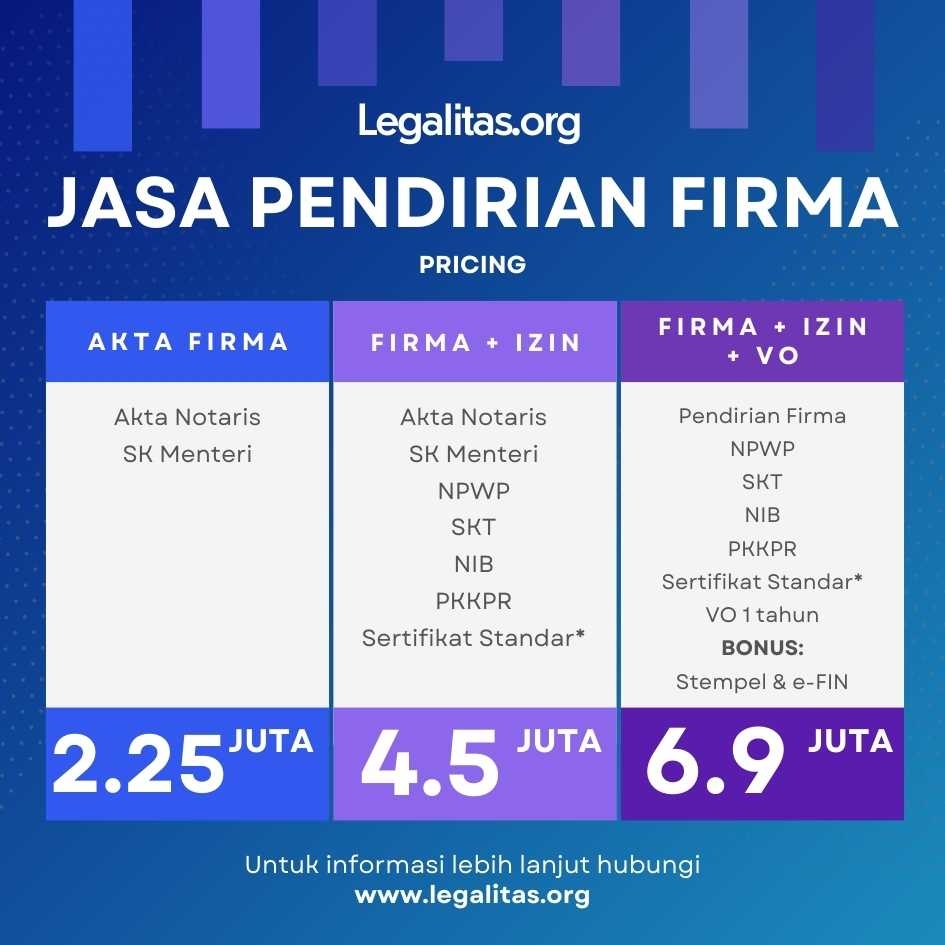 Legalitas.org
JASA PENDIRIAN FIRMA
PRICING
AKTA FIRMA
Akta Notaris
SK Menteri
2.25 JUTA
FIRMA + IZIN
Akta Notaris
SK Menteri
NPWP
SKT
NIB
PKKPR
Sertifikat Standar*
4.5 JUTA
FIRMA + IZIN
+ VO
Pendirian Firma
NPWP
SKT
NIB
PKKPR
Sertifikat Standar*
VO 1 tahun
BONUS:
Stempel & e-FIN
6.9 JUTA
Untuk informasi lebih lanjut hubungi
www.legalitas.org